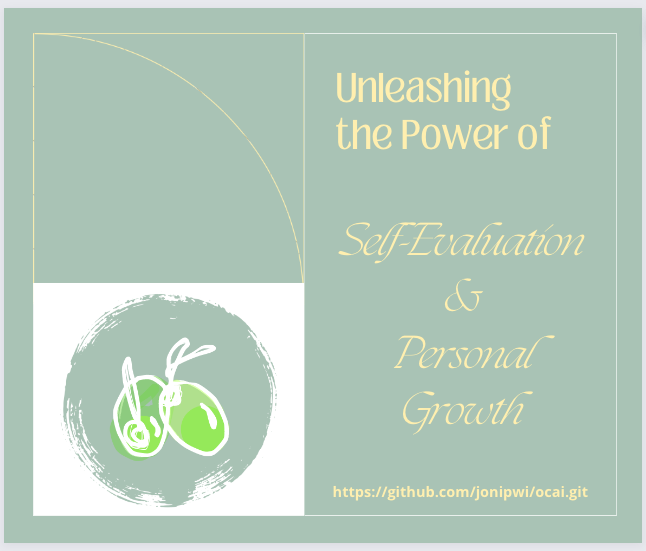 Unleashing
the Power of
Self-Evaluation
&
Personal
Growth
https://github.com/jonipwi/ocai.git